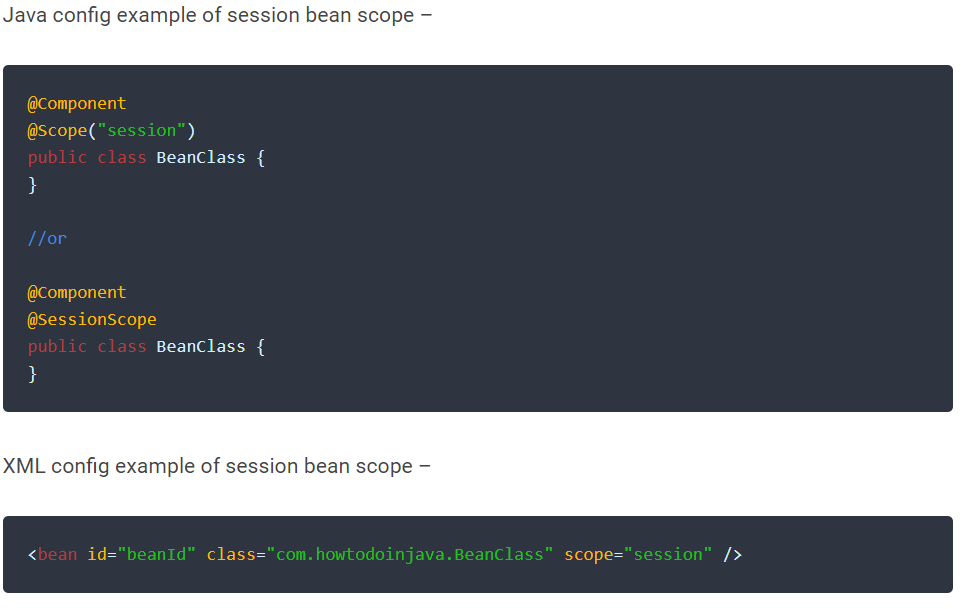 Java config example of session bean scope –
@Component
@Scope("session")
public class BeanClass {
}
//or
@Component
@SessionScope
public class BeanClass {
}
XML config example of session bean scope –
<bean id="beanId" class="com.howtodoinjava.BeanClass" scope="session" />